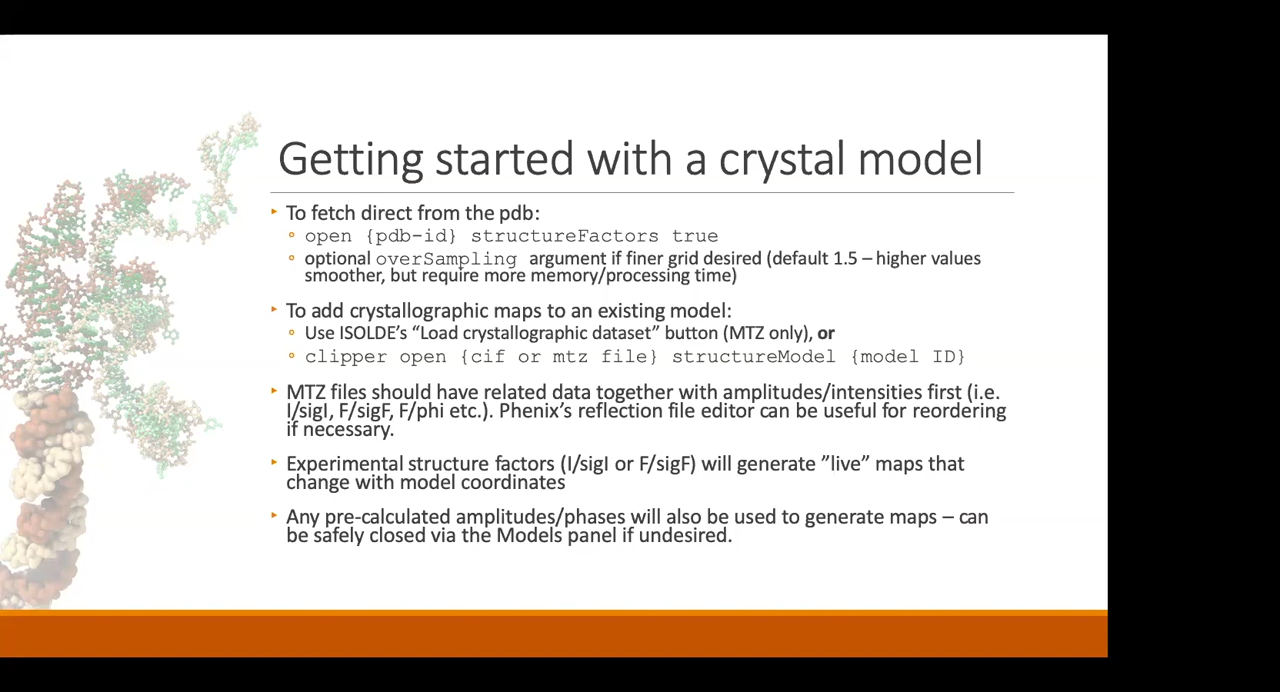 Getting started with a crystal model
To fetch direct from the pdb:
open {pdb-id} structureFactors true
optional overSampling argument if finer grid desired (default 1.5 – higher values
smoother, but require more memory/processing time)
To add crystallographic maps to an existing model:
Use ISOLDE’s “Load crystallographic dataset” button (MTZ only), or
clipper open {cif or mtz file} structureModel {model ID}
MTZ files should have related data together with amplitudes/intensities first (i.e.
I/sigI, F/sigF, F/phi etc.). Phenix’s reflection file editor can be useful for reordering
if necessary.
Experimental structure factors (I/sigI or F/sigF) will generate ”live” maps that
change with model coordinates
Any pre-calculated amplitudes/phases will also be used to generate maps – can
be safely closed via the Models panel if undesired.